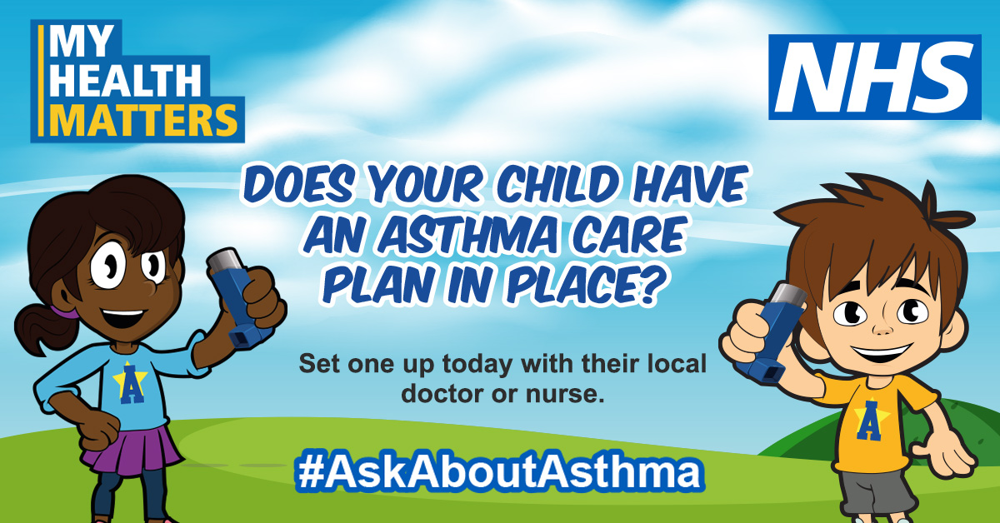 MY
HEALTH
MATTERS
NHS
DOES YOUR CHILD HAVE
AN ASTHMA CARE
PLAN IN PLACE?
Set one up today with their local
doctor or nurse.
#AskAboutAsthma
A
A